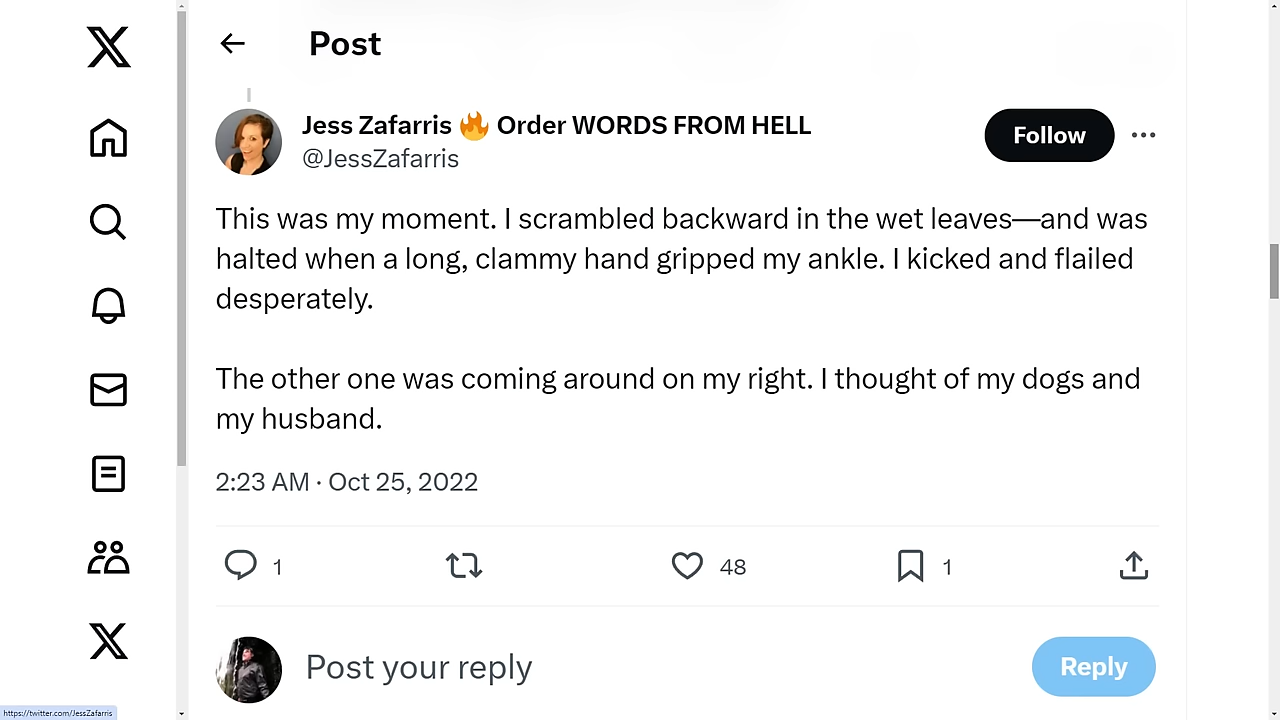 Post
Jess Zafarris 🔥 Order WORDS FROM HELL
@JessZafarris
Follow
This was my moment. I scrambled backward in the wet leaves—and was
halted when a long, clammy hand gripped my ankle. I kicked and flailed
desperately.
The other one was coming around on my right. I thought of my dogs and
my husband.
2:23 AM · Oct 25, 2022
1
48
1
Post your reply
Reply
https://twitter.com/JessZafarris